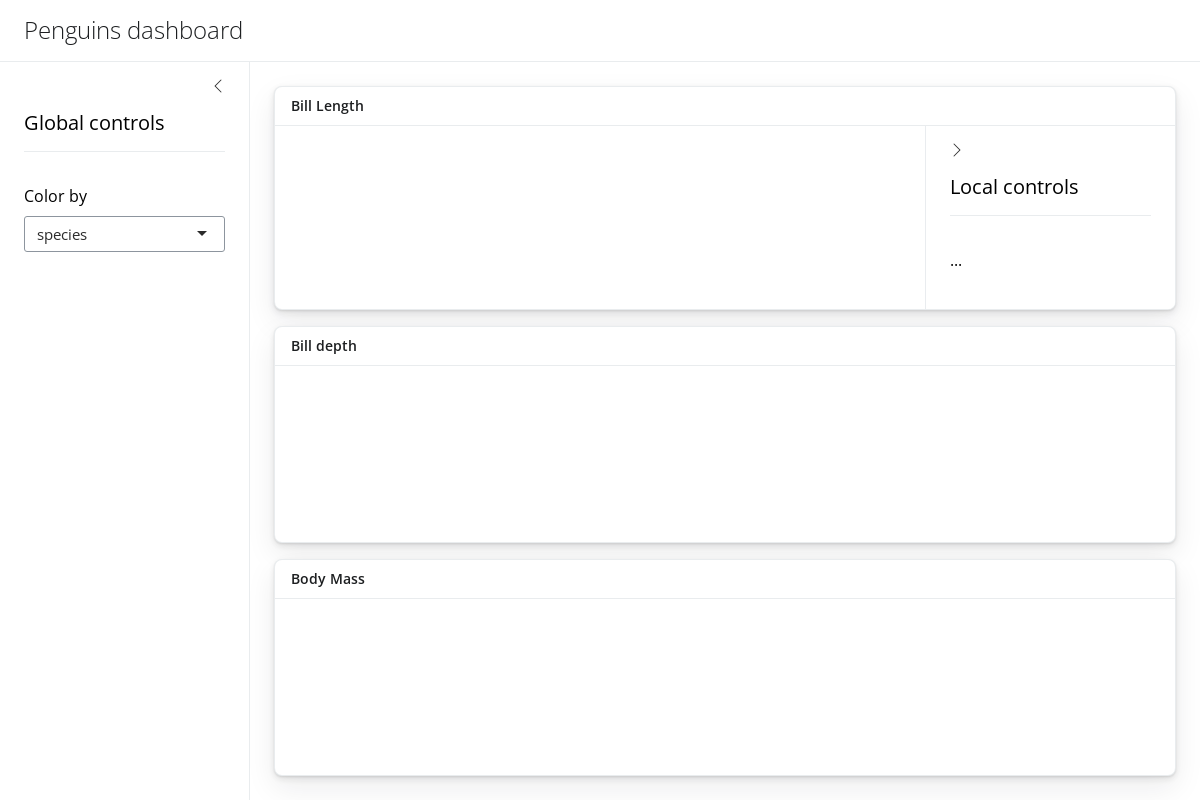 Penguins dashboard
Global controls
Color by
species
Bill Length
Local controls
...
Bill depth
Body Mass